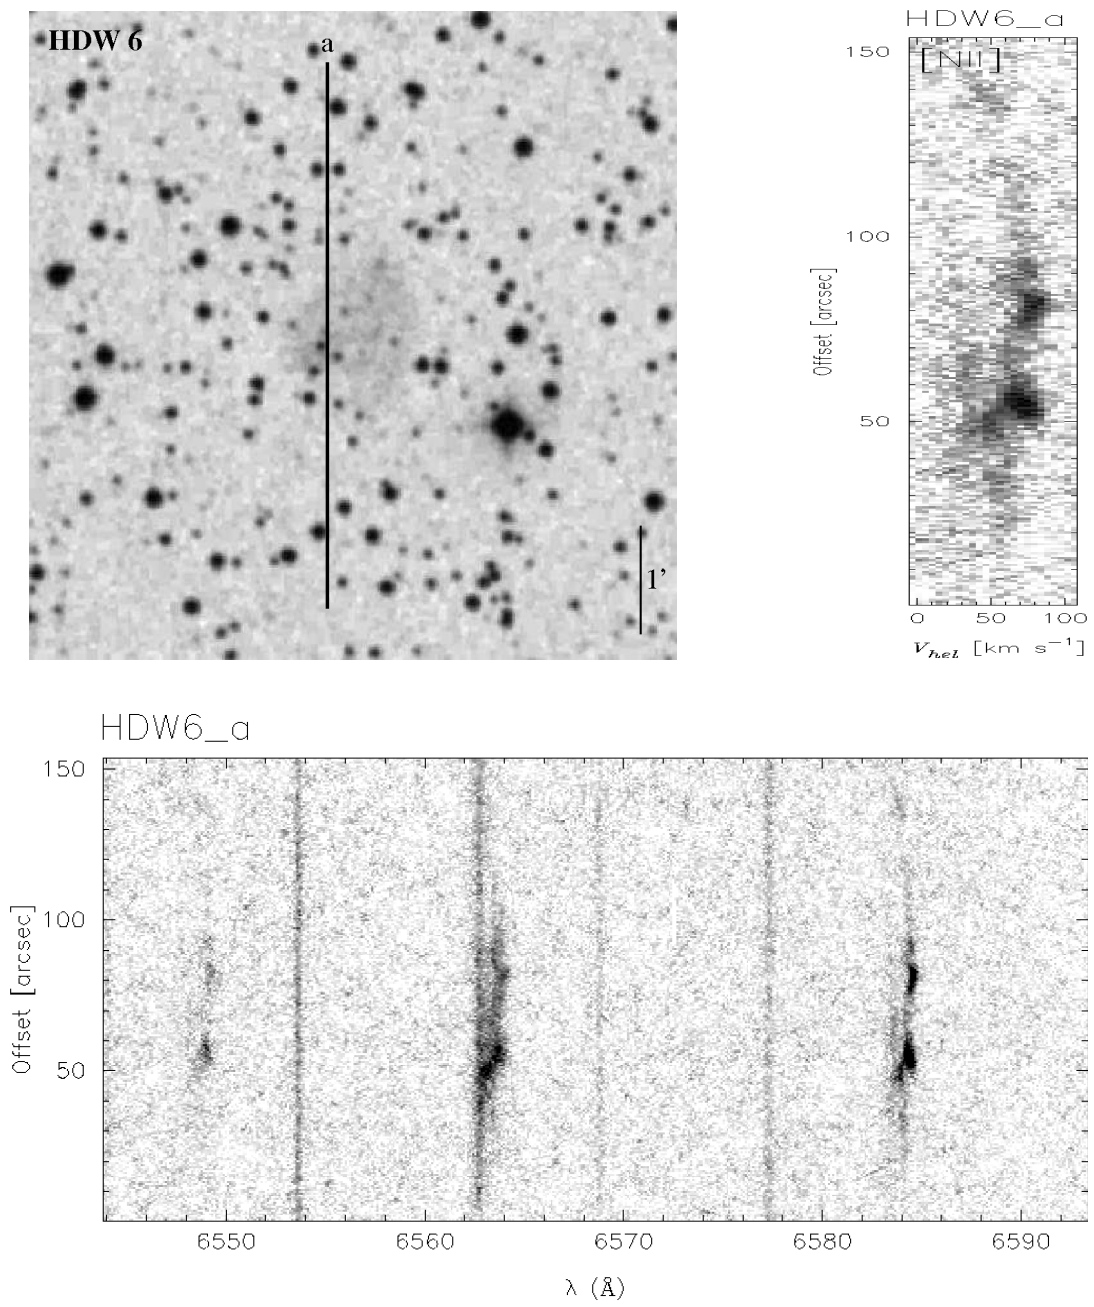 HDW 6
a
1’
HDW6_a
[NII]
150
100
50
Offset [arcsec]
0 50 100
V_hel [km s⁻¹]
HDW6_a
150
100
50
Offset [arcsec]
6550 6560 6570 6580 6590
λ (Å)